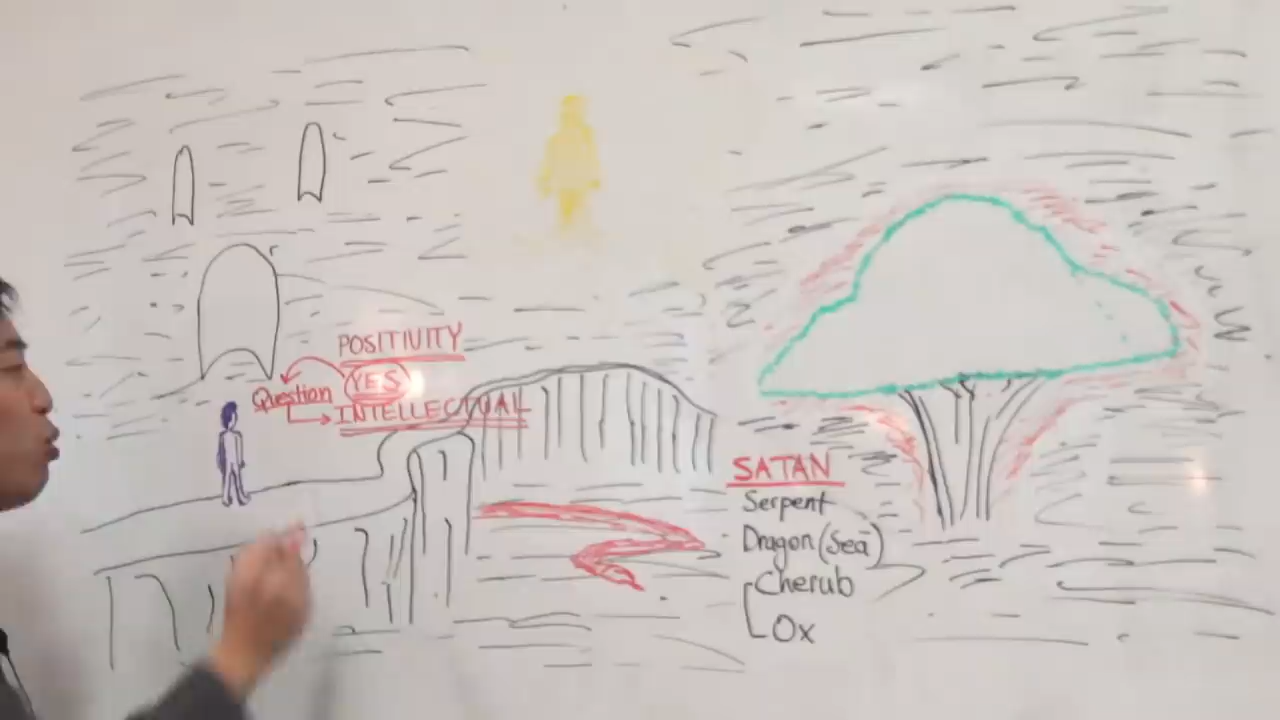 POSITIVITY
Question YES
INTELLECTUAL
SATAN
Serpent
Dragon (Sea)
Cherub
Ox